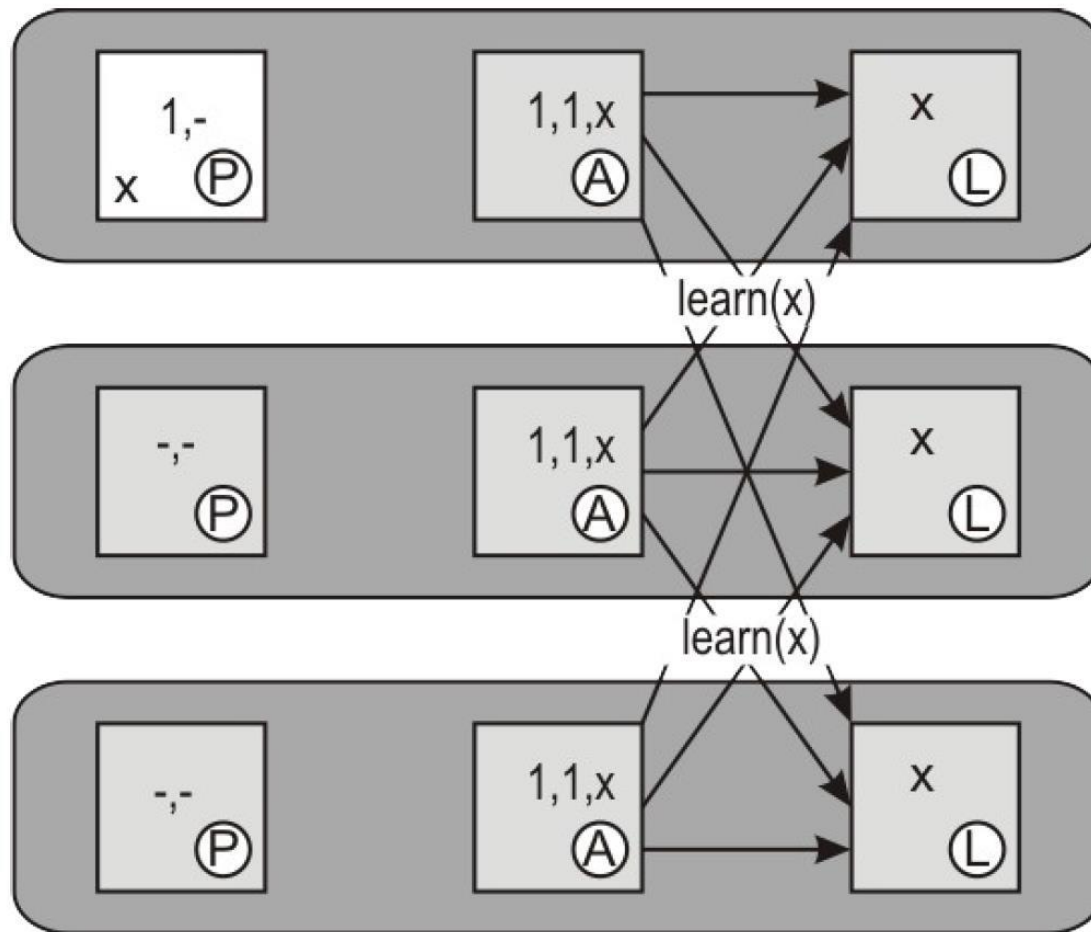 1,-
x P
1,1,x
A
x
L
learn(x)
-,-
P
1,1,x
A
x
L
learn(x)
-,-
P
1,1,x
A
x
L